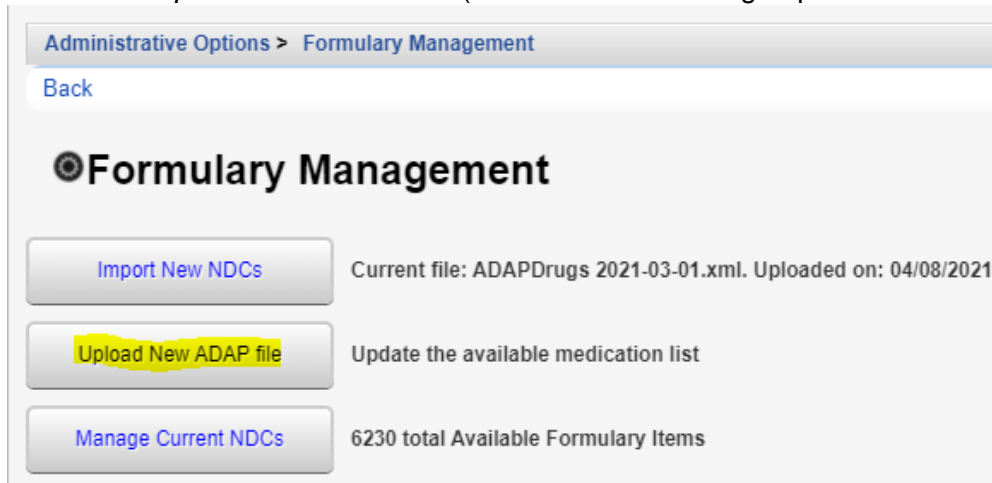 Administrative Options > Formulary Management
Back
Formulary Management
Import New NDCs Current file: ADAPDrugs 2021-03-01.xml. Uploaded on: 04/08/2021
Upload New ADAP file Update the available medication list
Manage Current NDCs 6230 total Available Formulary Items